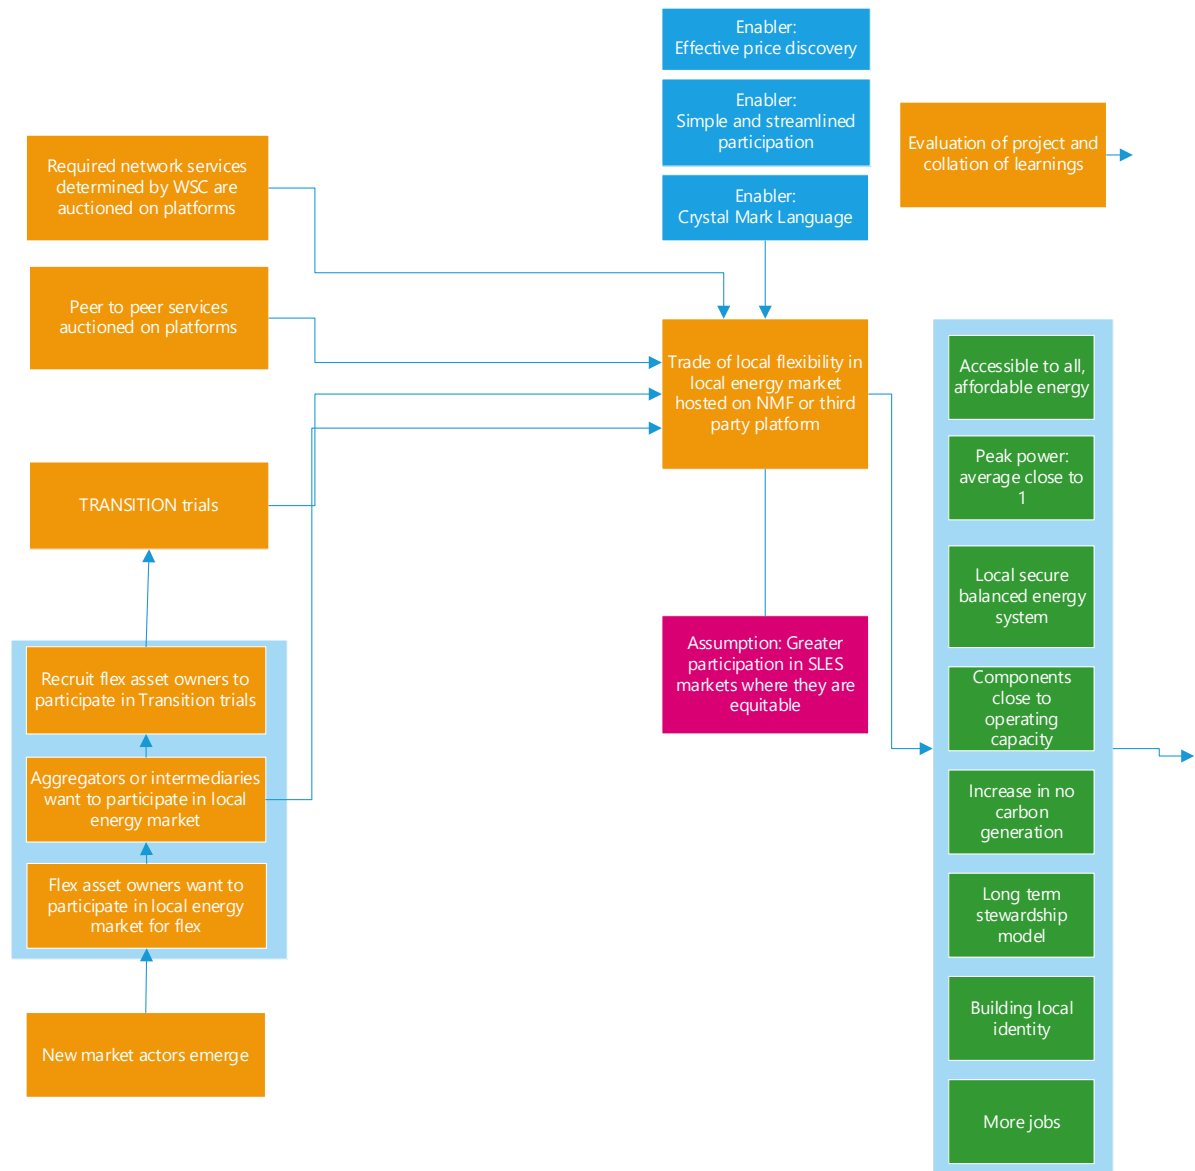 Enabler:
Effective price discovery
Enabler:
Simple and streamlined
participation
Enabler:
Crystal Mark Language
Evaluation of project and
collation of learnings
Required network services
determined by WSC are
auctioned on platforms
Peer to peer services
auctioned on platforms
Trade of local flexibility in
local energy market
hosted on NMF or third
party platform
TRANSITION trials
Recruit flex asset owners to
participate in Transition trials
Aggregators or intermediaries
want to participate in local
energy market
Flex asset owners want to
participate in local energy
market for flex
New market actors emerge
Assumption: Greater
participation in SLES
markets where they are
equitable
Accessible to all,
affordable energy
Peak power:
average close to
1
Local secure
balanced energy
system
Components
close to
operating
capacity
Increase in no
carbon
generation
Long term
stewardship
model
Building local
identity
More jobs